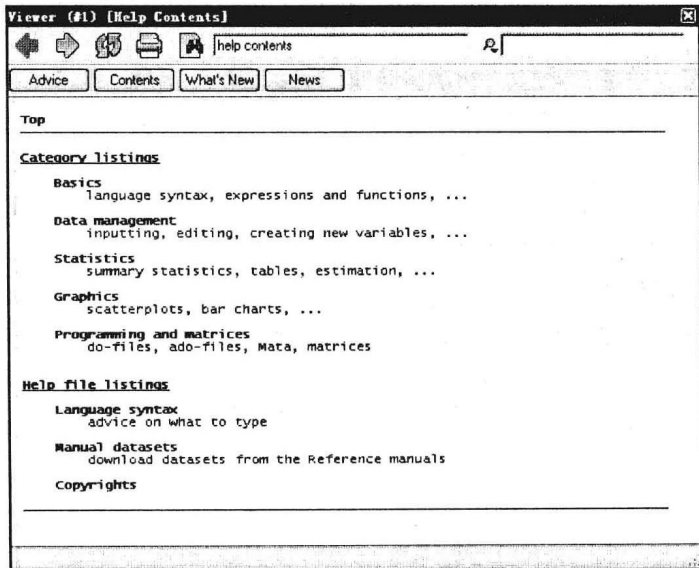 Viewer (#1) [Help Contents]
help contents
Advice Contents What's New News
Top
Category listings
Basics
language syntax, expressions and functions, ...
Data management
inputting, editing, creating new variables, ...
Statistics
summary statistics, tables, estimation, ...
Graphics
scatterplots, bar charts, ...
Programming and matrices
do-files, ado-files, Mata, matrices
Help file listings
Language syntax
advice on what to type
Manual datasets
download datasets from the Reference manuals
Copyrights